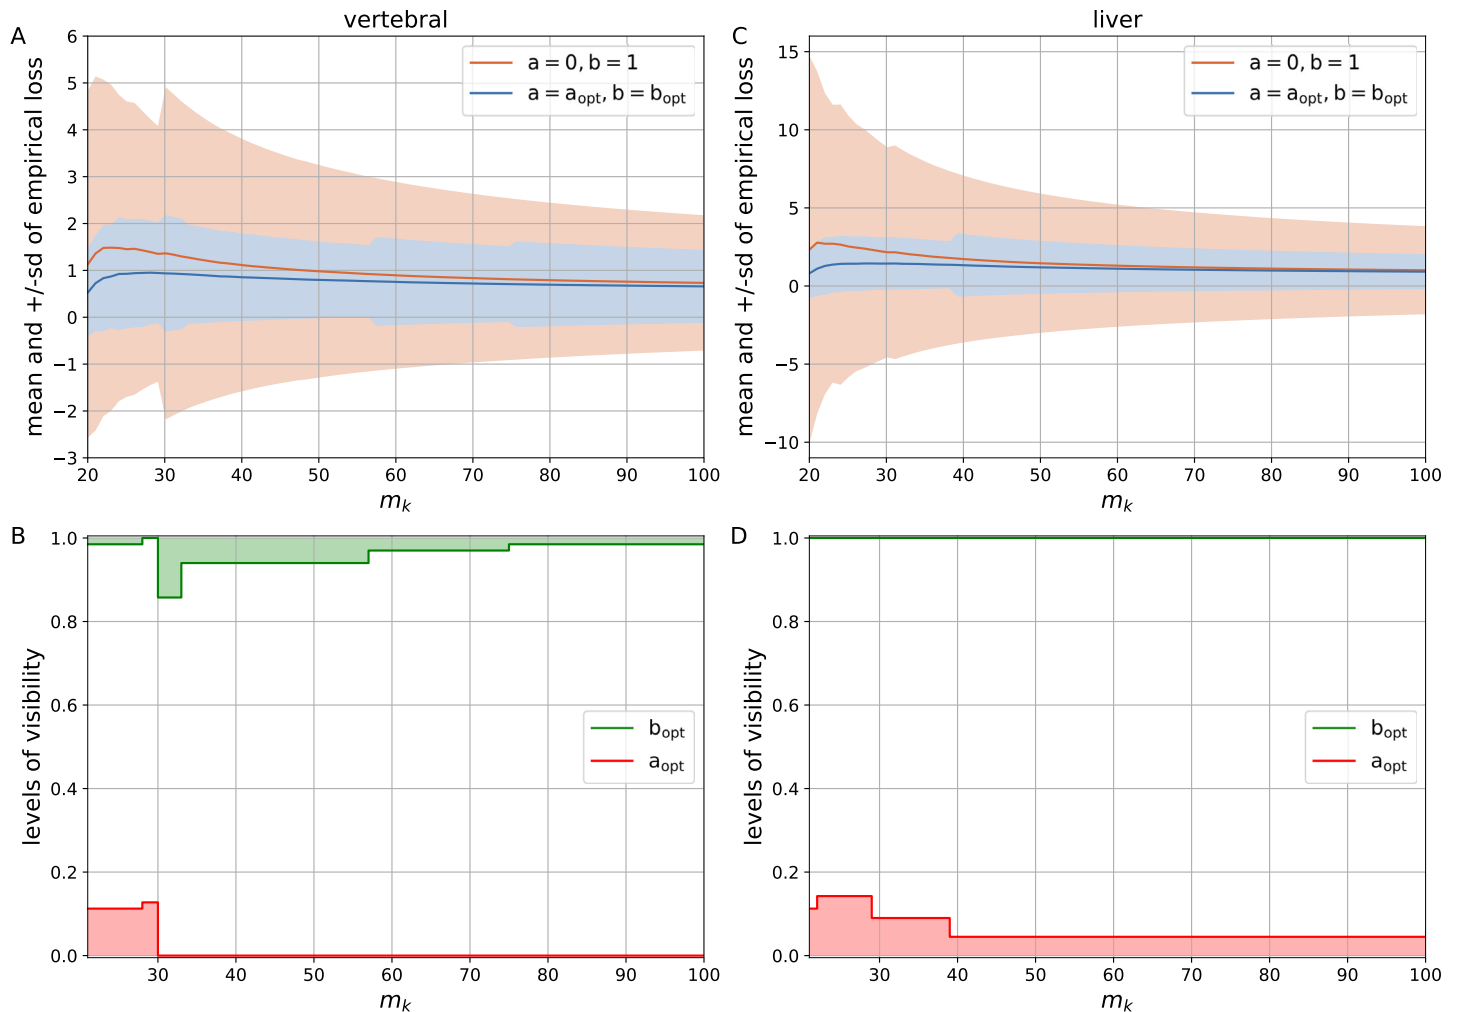 A
vertebral
6
5
4
3
2
1
0
−1
−2
−3
mean and +/-sd of empirical loss
a = 0, b = 1
a = a_opt, b = b_opt
20 30 40 50 60 70 80 90 100
m_k
C
liver
15
10
5
0
−5
−10
mean and +/-sd of empirical loss
a = 0, b = 1
a = a_opt, b = b_opt
20 30 40 50 60 70 80 90 100
m_k
B
1.0
0.8
0.6
0.4
0.2
0.0
levels of visibility
b_opt
a_opt
30 40 50 60 70 80 90 100
m_k
D
1.0
0.8
0.6
0.4
0.2
0.0
levels of visibility
b_opt
a_opt
30 40 50 60 70 80 90 100
m_k